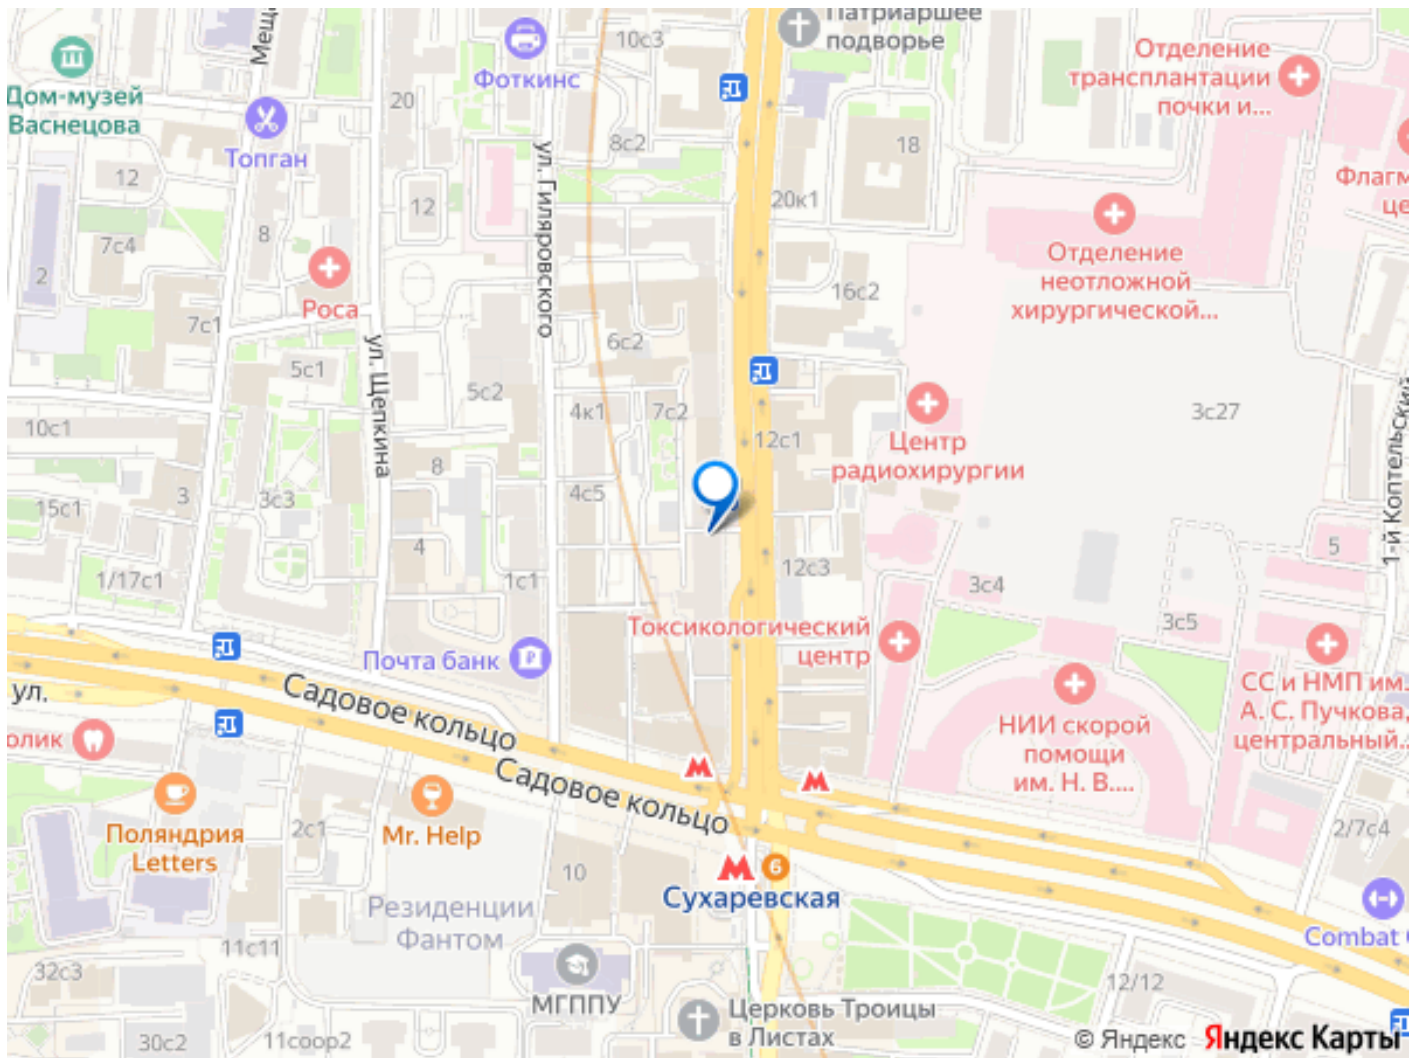 Патриаршее
подворье
10с3
Мещ
Фоткинс
Отделение
трансплантации
почки и...
Дом-музей
Васнецова
20
Топган
8с2
18
ул. Гиляровского
12
12
20к1
Флагм
це
8
7с4
2
Отделение
неотложной
хирургической...
Роса
16с2
7с1
6с2
ул. Щепкина
5с1
5с2
4к1
7с2
3с27
10с1
12с1
Центр
радиохирургии
1-й Коптельский
8
3
3с3
4с5
15с1
4
5
1/17с1
1с1
12с3
3с4
3с5
Токсикологический
центр
Почта банк
ул.
Садовое кольцо
СС и НМП им.
А. С. Пучкова,
центральный...
НИИ скорой
помощи
им. Н. В....
олик
Садовое кольцо
Поляндрия
Letters
2с1
Mr. Help
2/7с4
10
6
Сухаревская
Резиденции
Фантом
11с11
Combat
32с3
МГППУ
12/12
Церковь Троицы
в Листах
30с2
11соор2
© Яндекс Яндекс Карты